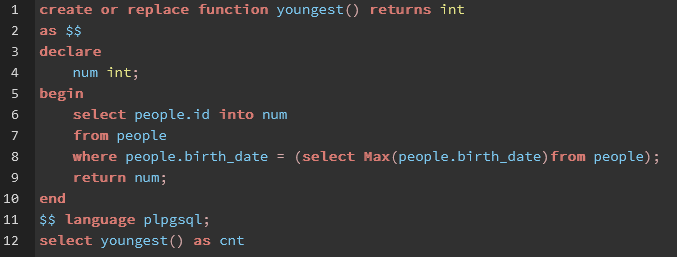 1 create or replace function youngest() returns int
2 as $$
3 declare
4     num int;
5 begin
6     select people.id into num
7     from people
8     where people.birth_date = (select Max(people.birth_date)from people);
9     return num;
10 end
11 $$ language plpgsql;
12 select youngest() as cnt